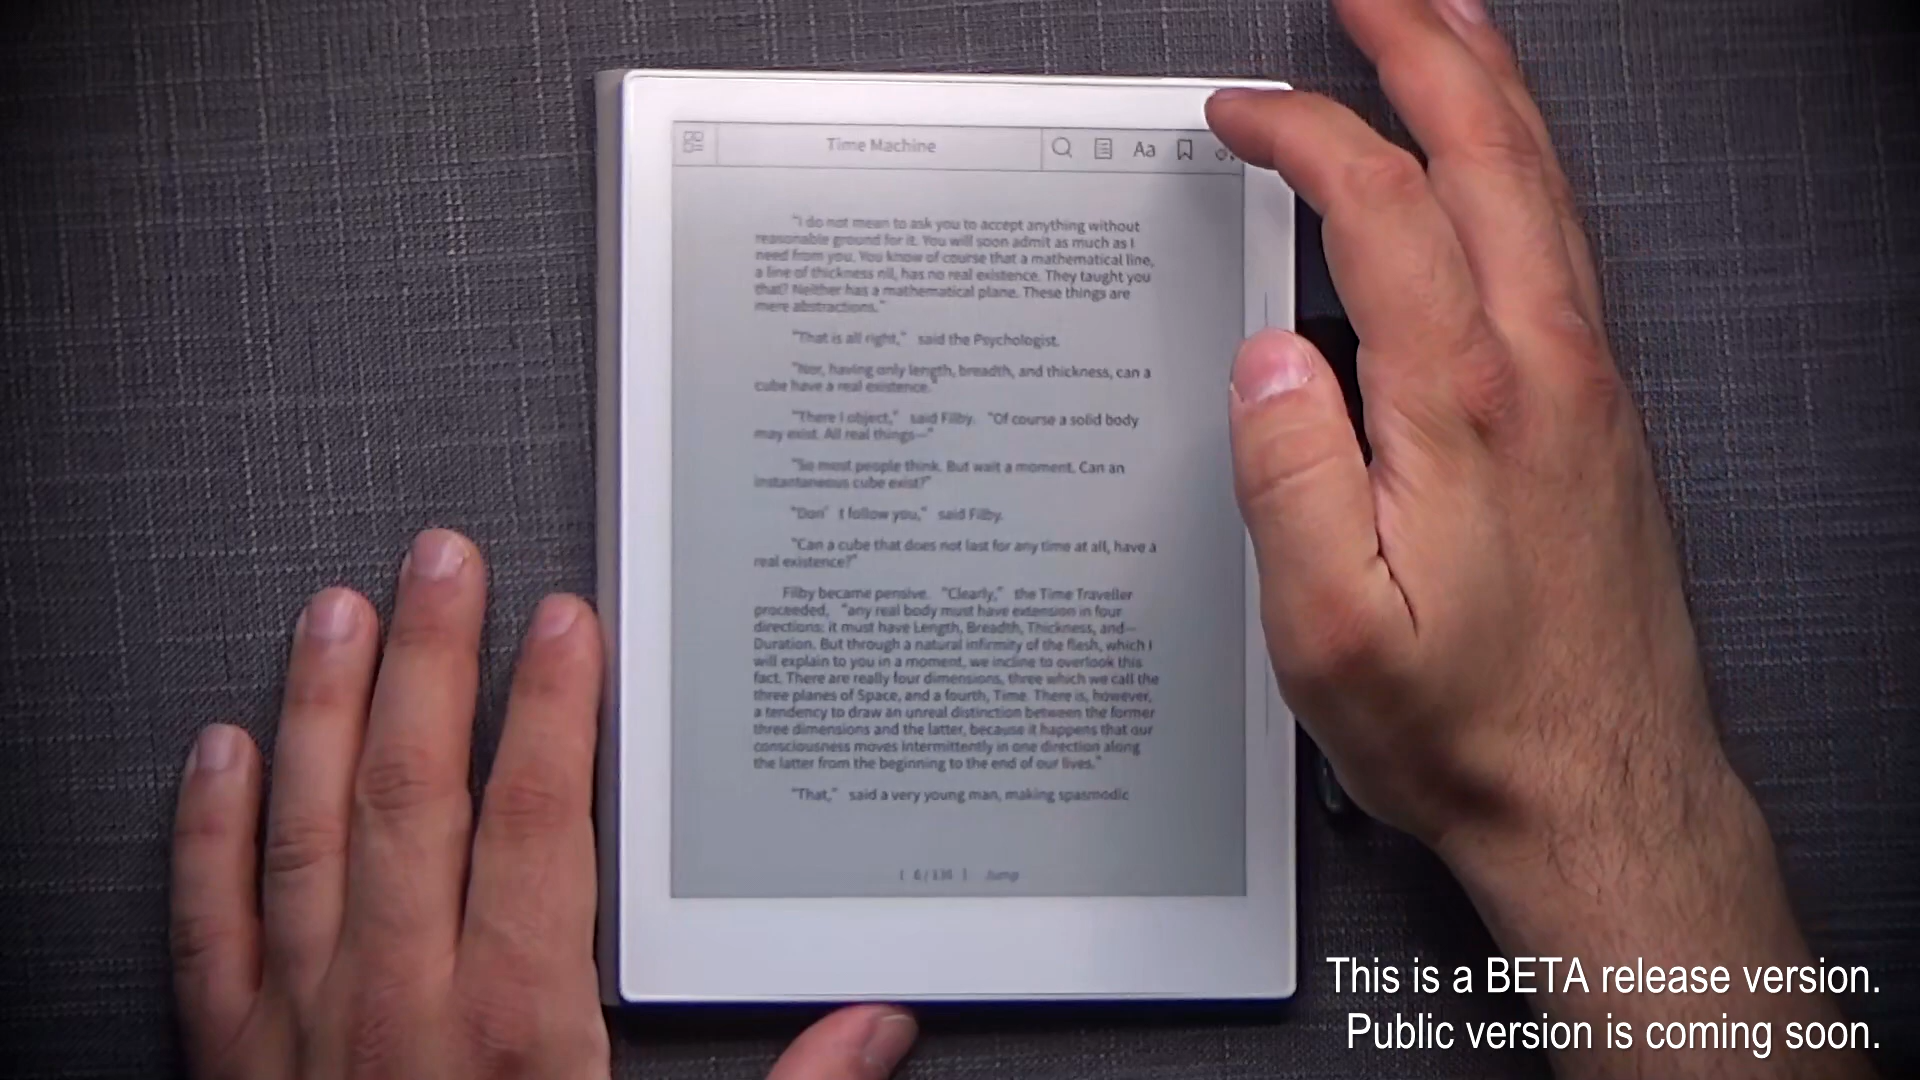 Time Machine
Aa
"I do not mean to ask you to accept anything without
reasonable ground for it. You will soon admit as much as I
need from you. You know of course that a mathematical line,
a line of thickness nil, has no real existence. They taught you
that? Neither has a mathematical plane. These things are
mere abstractions."
"That is all right," said the Psychologist.
"Nor, having only length, breadth, and thickness, can a
cube have a real existence."
"There I object," said Filby. "Of course a solid body
may exist. All real things—"
"So most people think. But wait a moment. Can an
instantaneous cube exist?"
"Don' t follow you," said Filby.
"Can a cube that does not last for any time at all, have a
real existence?"
Filby became pensive. "Clearly," the Time Traveller
proceeded, "any real body must have extension in four
directions: it must have Length, Breadth, Thickness, and—
Duration. But through a natural infirmity of the flesh, which I
will explain to you in a moment, we incline to overlook this
fact. There are really four dimensions, three which we call the
three planes of Space, and a fourth, Time. There is, however,
a tendency to draw an unreal distinction between the former
three dimensions and the latter, because it happens that our
consciousness moves intermittently in one direction along
the latter from the beginning to the end of our lives."
"That," said a very young man, making spasmodic
Jump
This is a BETA release version.
Public version is coming soon.